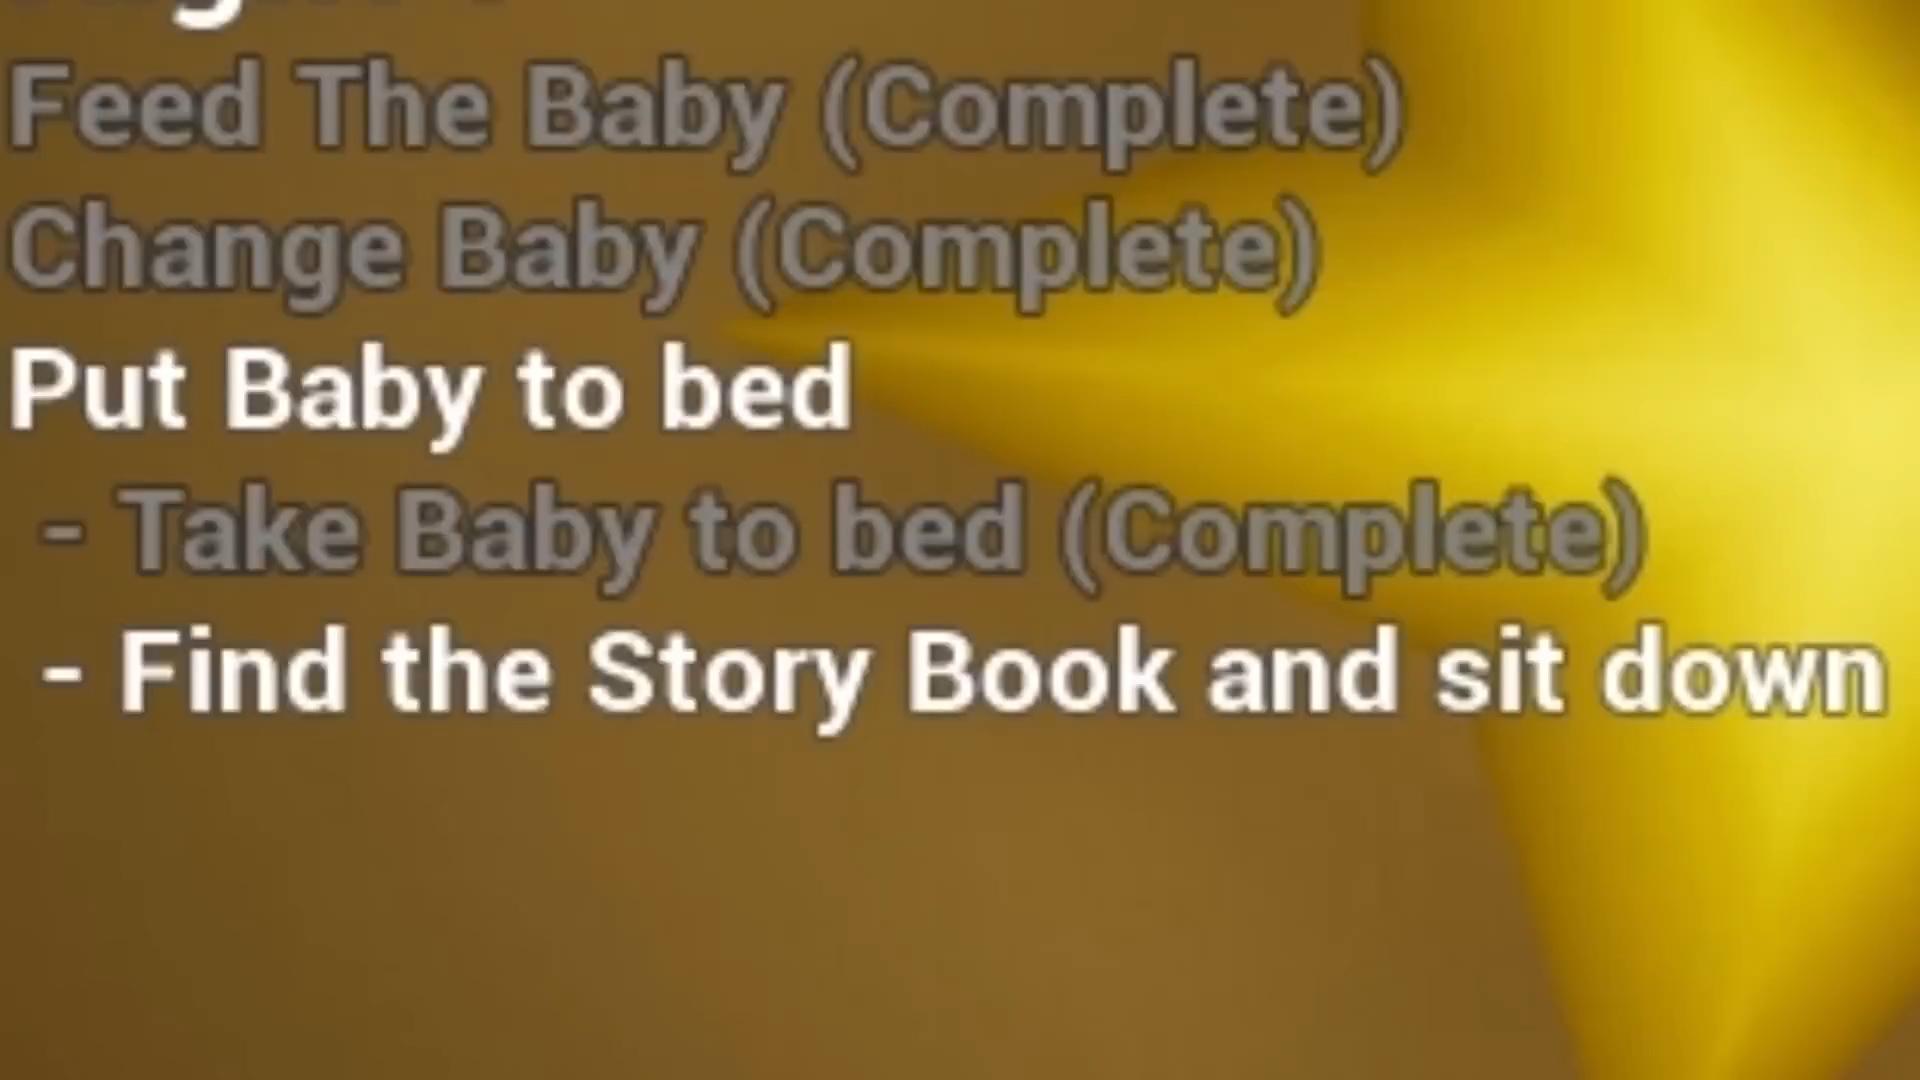 Feed The Baby (Complete)
Change Baby (Complete)
Put Baby to bed
- Take Baby to bed (Complete)
- Find the Story Book and sit down